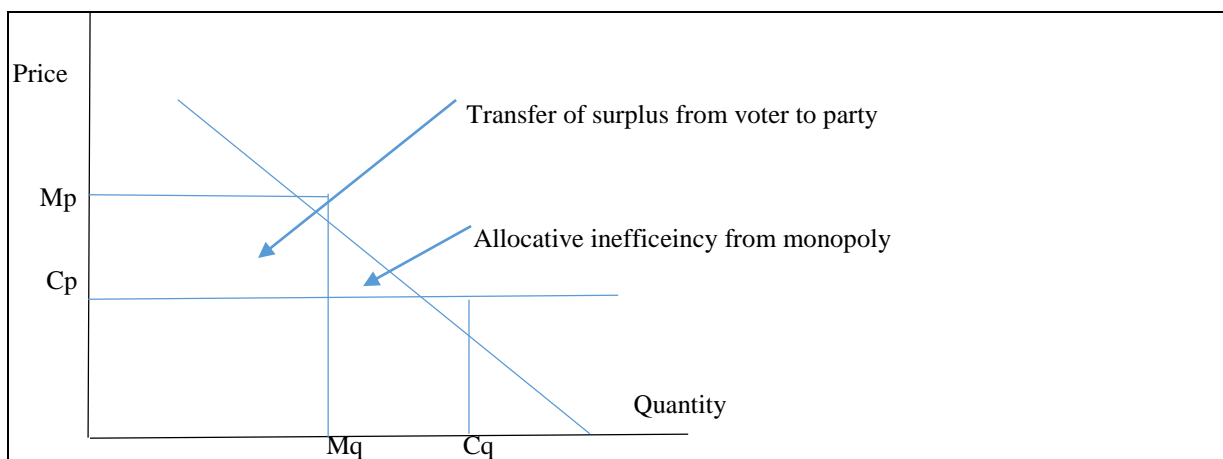 Price
Transfer of surplus from voter to party
Mp
Allocative inefficeincy from monopoly
Cp
Quantity
Mq
Cq